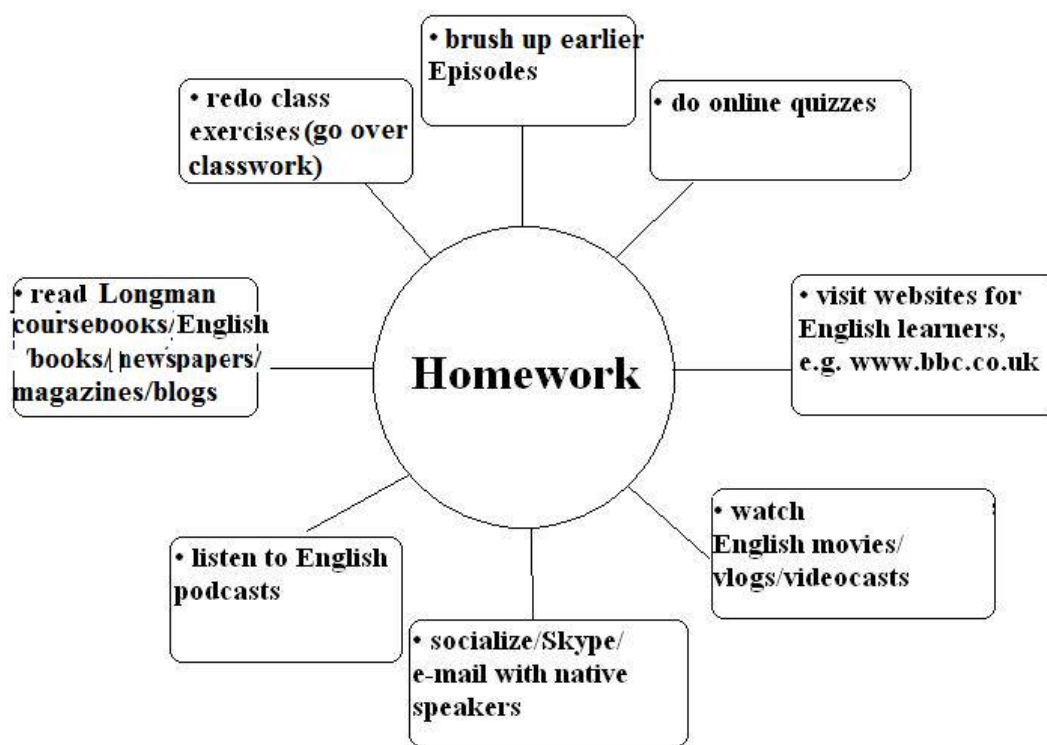 • brush up earlier
Episodes
• redo class
exercises (go over
classwork)
• do online quizzes
• read Longman
coursebooks/English
books/ newspapers/
magazines/blogs
Homework
• visit websites for
English learners,
e.g. www.bbc.co.uk
• watch
English movies/
vlogs/videocasts
• listen to English
podcasts
• socialize/Skype/
e-mail with native
speakers